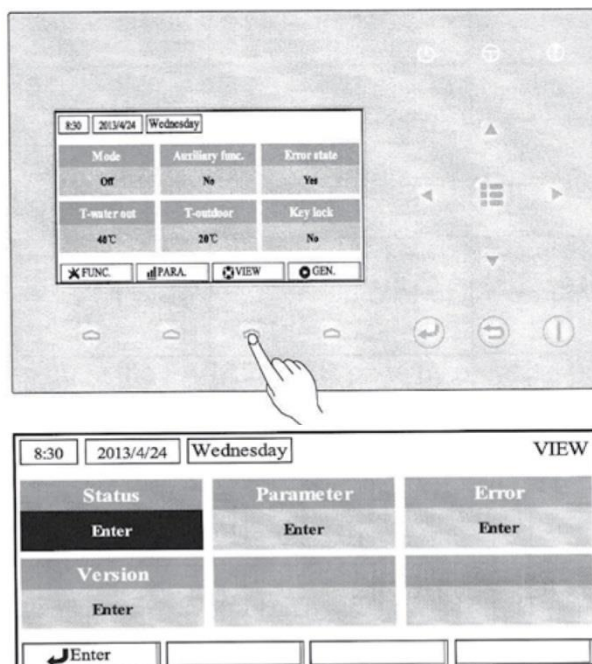 8:30 2013/4/24 Wednesday
Mode Auxiliary func. Error state
Off No Yes
T-water out T-outdoor Key lock
40℃ 20℃ No
FUNC. PARA. VIEW GEN.
8:30 2013/4/24 Wednesday VIEW
Status Parameter Error
Enter Enter Enter
Version
Enter
Enter